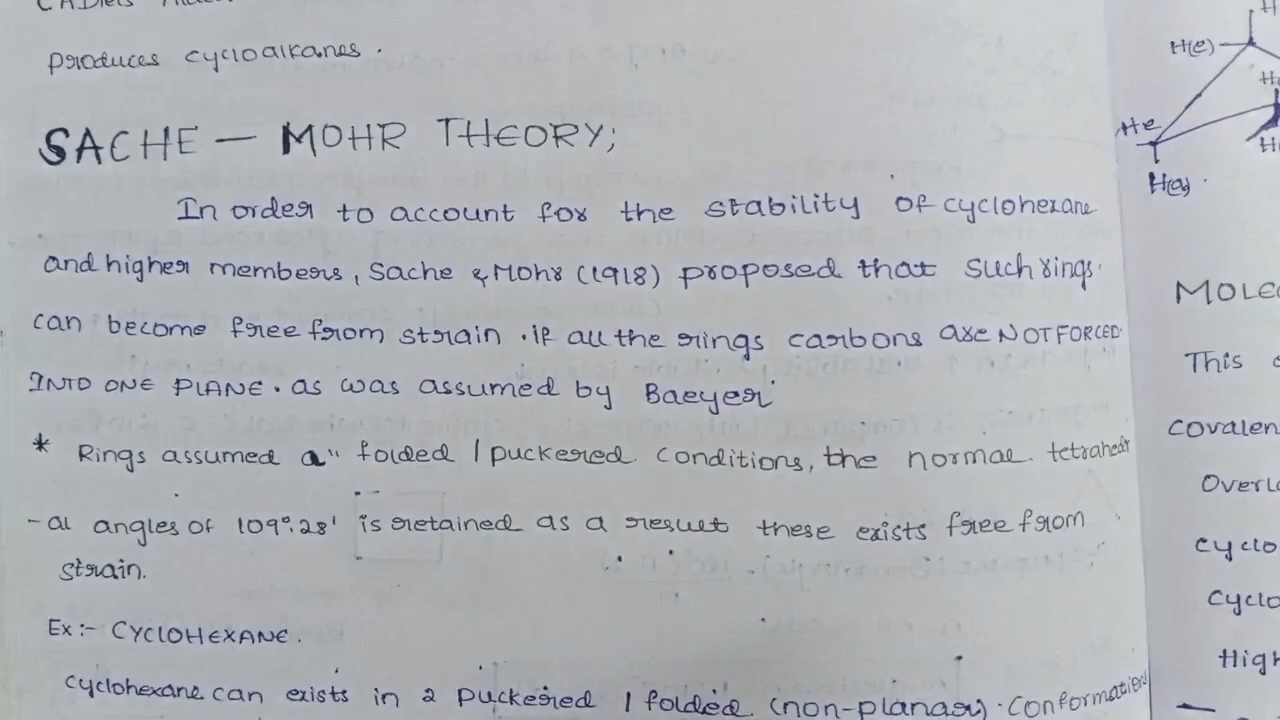 produces cycloalkanes.
SACHE - MOHR THEORY;
In order to account for the stability of cyclohexane
and higher members, Sache & Mohr (1918) proposed that such rings
can become free from strain. if all the rings carbons are NOT FORCED
INTO ONE PLANE. as was assumed by Baeyer
* Rings assumed a" folded / puckered conditions, the normal tetrahedr
-al angles of 109°.28' is retained as a result these exists free from
strain.
Ex:- CYCLOHEXANE.
Cyclohexane can exists in 2 puckered / folded (non-planar) conformation
H
H(e)
He
H(a)
MOLE
This
covalen
Overl
cyclo
cyclo
High